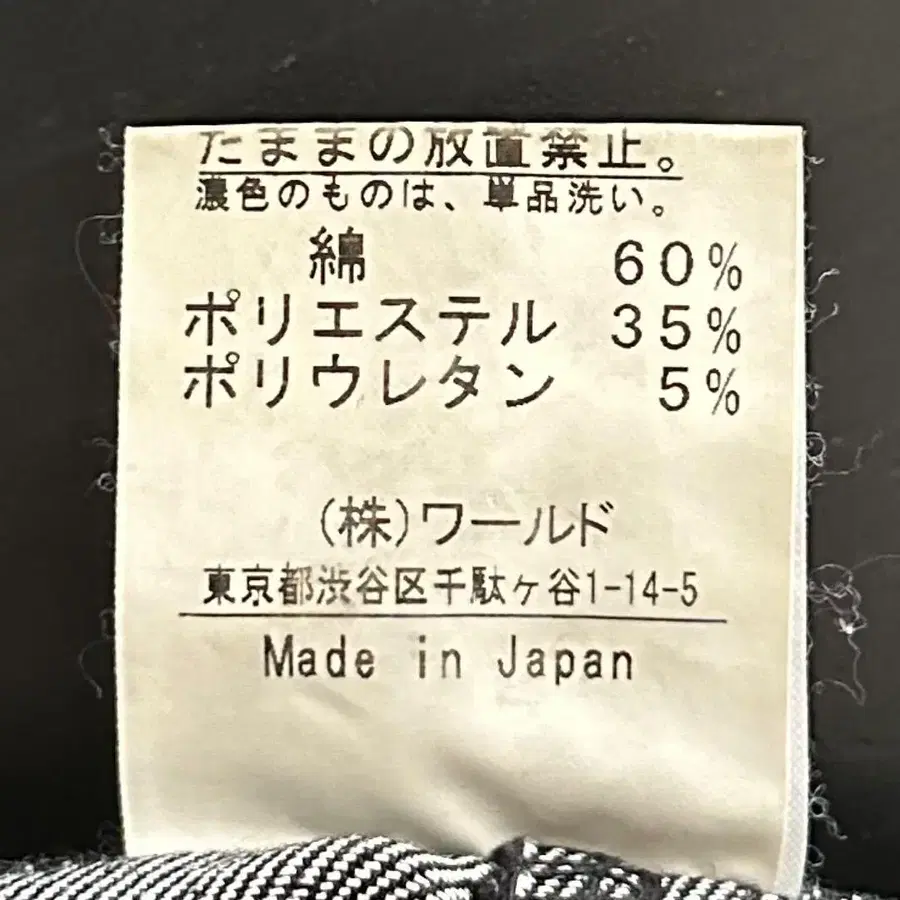 たままの放置禁止。
濃色のものは、単品洗い。
綿 60%
ポリエステル 35%
ポリウレタン 5%
(株)ワールド
東京都渋谷区千駄ヶ谷1-14-5
Made in Japan